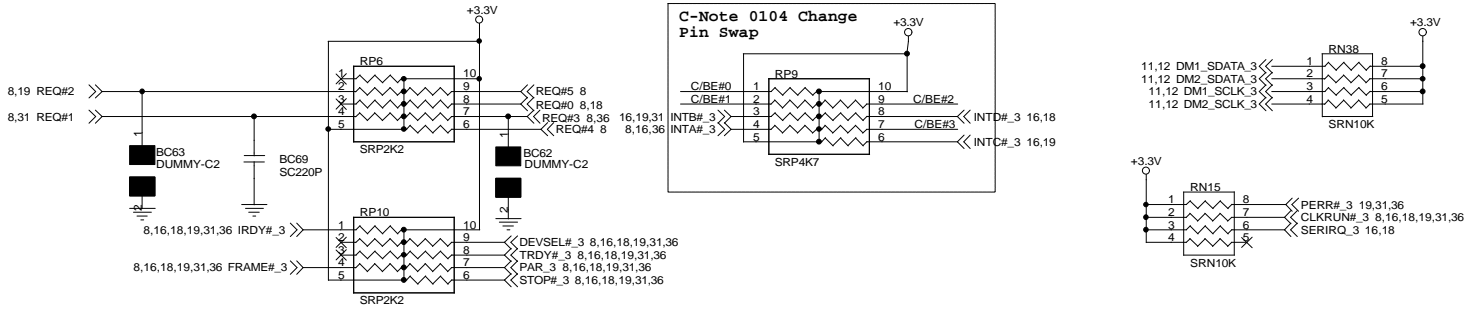 +3.3V
RP6
8,19 REQ#2
8,31 REQ#1
1
2
3
4
5
10
9
8
7
6
REQ#5 8
REQ#0 8,18
REQ#3 8,36
REQ#4 8
SRP2K2
1
BC63
DUMMY-C2
2
BC69
SC220P
1
BC62
DUMMY-C2
2
RP10
8,16,18,19,31,36 IRDY#_3
8,16,18,19,31,36 FRAME#_3
1
2
3
4
5
10
9
8
7
6
DEVSEL#_3 8,16,18,19,31,36
TRDY#_3 8,16,18,19,31,36
PAR_3 8,16,18,19,31,36
STOP#_3 8,16,18,19,31,36
SRP2K2
C-Note 0104 Change
Pin Swap
+3.3V
RP9
C/BE#0
C/BE#1
16,19,31 INTB#_3
8,16,36 INTA#_3
1
2
3
4
5
10
9
8
7
6
C/BE#2
INTD#_3 16,18
C/BE#3
INTC#_3 16,19
SRP4K7
+3.3V
RN38
11,12 DM1_SDATA_3
11,12 DM2_SDATA_3
11,12 DM1_SCLK_3
11,12 DM2_SCLK_3
1
2
3
4
8
7
6
5
SRN10K
+3.3V
RN15
1
2
3
4
8
7
6
5
PERR#_3 19,31,36
CLKRUN#_3 8,16,18,19,31,36
SERIRQ_3 16,18
SRN10K